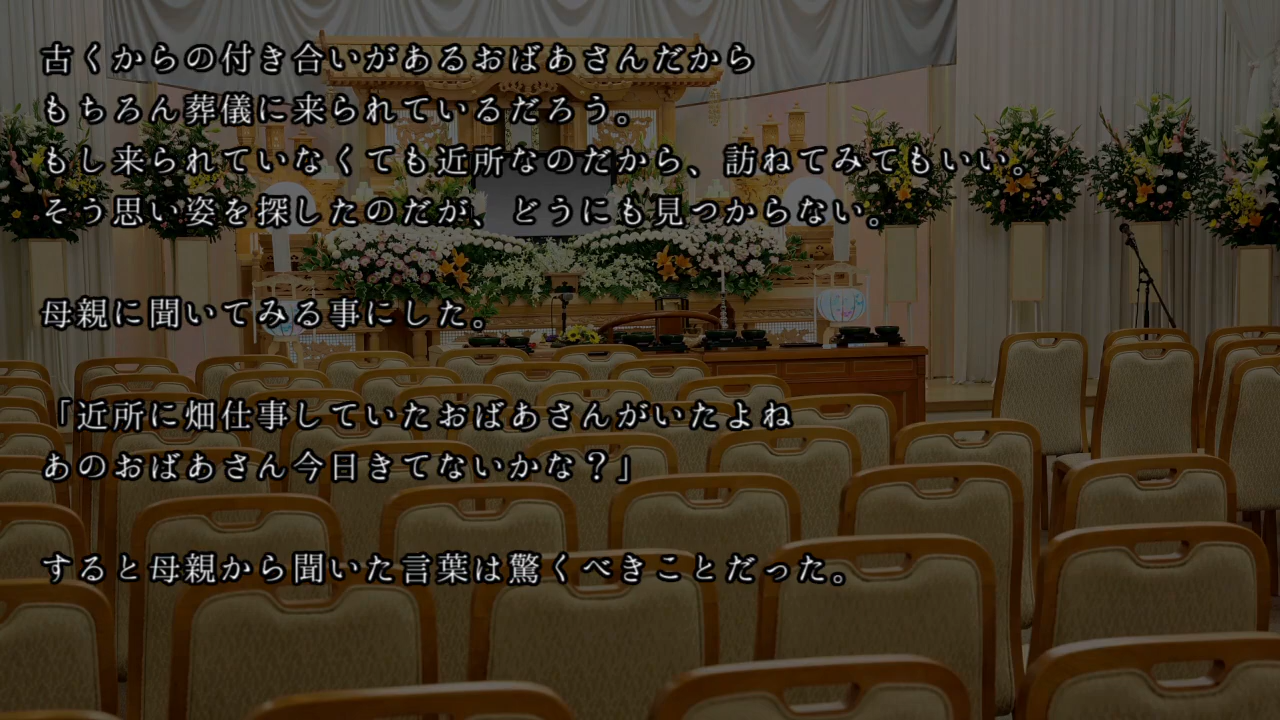 古くからの付き合いがあるおばあさんだから
もちろん葬儀に来られているだろう。
もし来られていなくても近所なのだから、訪ねてみてもいい。
そう思い姿を探したのだが、どうにも見つからない。
母親に聞いてみる事にした。
「近所に畑仕事していたおばあさんがいたよね
あのおばあさん今日きてないかな？」
すると母親から聞いた言葉は驚くべきことだった。